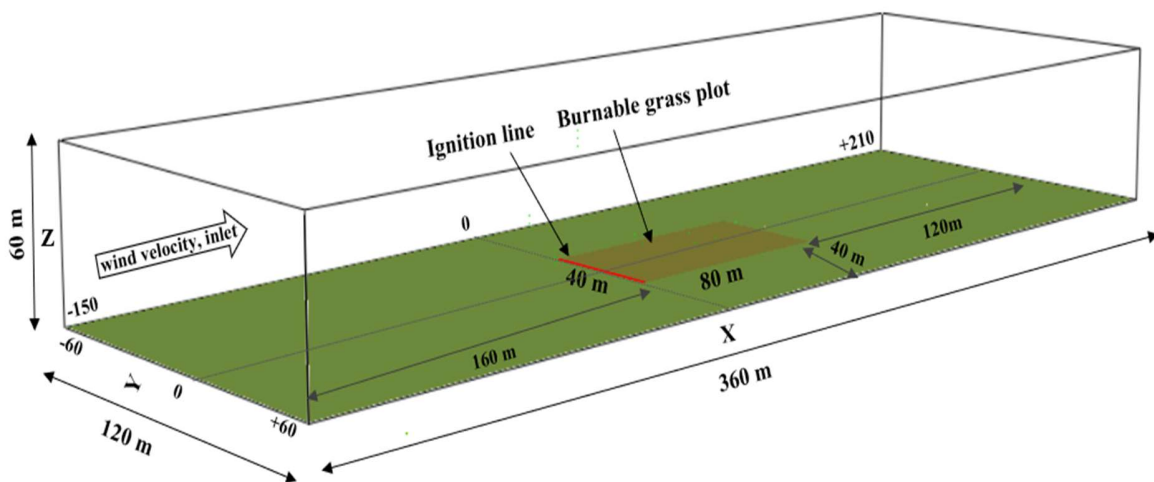 +210
Burnable grass plot
Ignition line
60 m
Z
wind velocity, inlet
0
120m
40 m
40 m
80 m
-150
-60
160 m
X
360 m
Y
0
+60
120 m